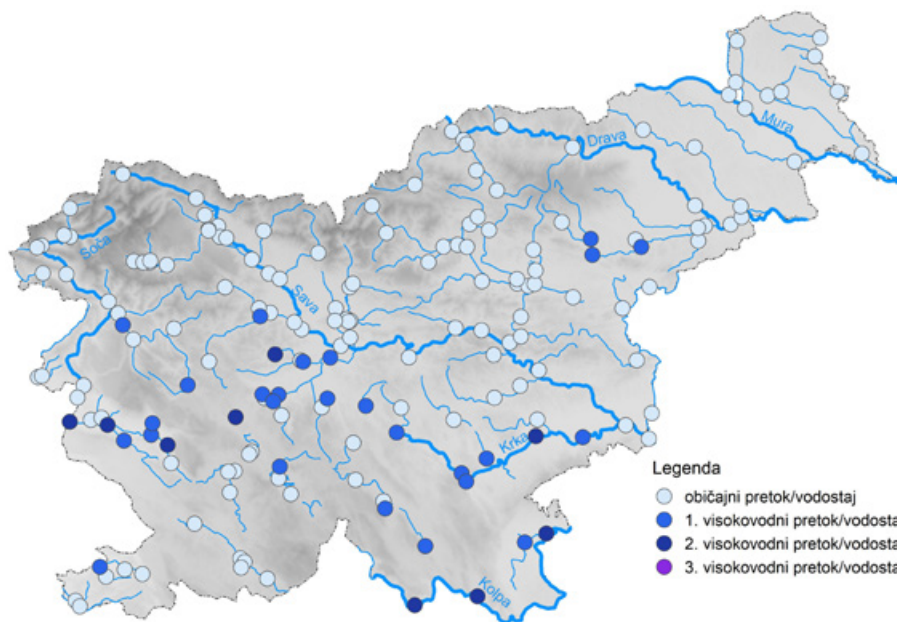 Mura
Drava
Soča
Sava
Krka
Kolpa
Legenda
običajni pretok/vodostaj
1. visokovodni pretok/vodosta
2. visokovodni pretok/vodosta
3. visokovodni pretok/vodosta